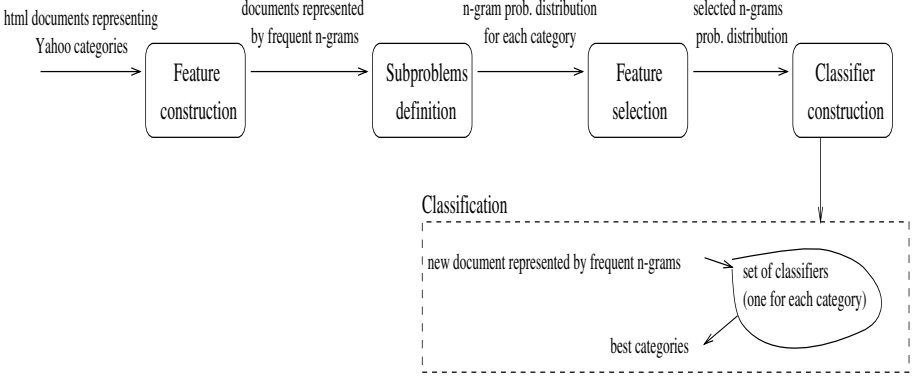 html documents representing
Yahoo categories
documents represented
by frequent n-grams
n-gram prob. distribution
for each category
selected n-grams
prob. distribution
Feature
construction
Subproblems
definition
Feature
selection
Classifier
construction
Classification
new document represented by frequent n-grams
set of classifiers
(one for each category)
best categories